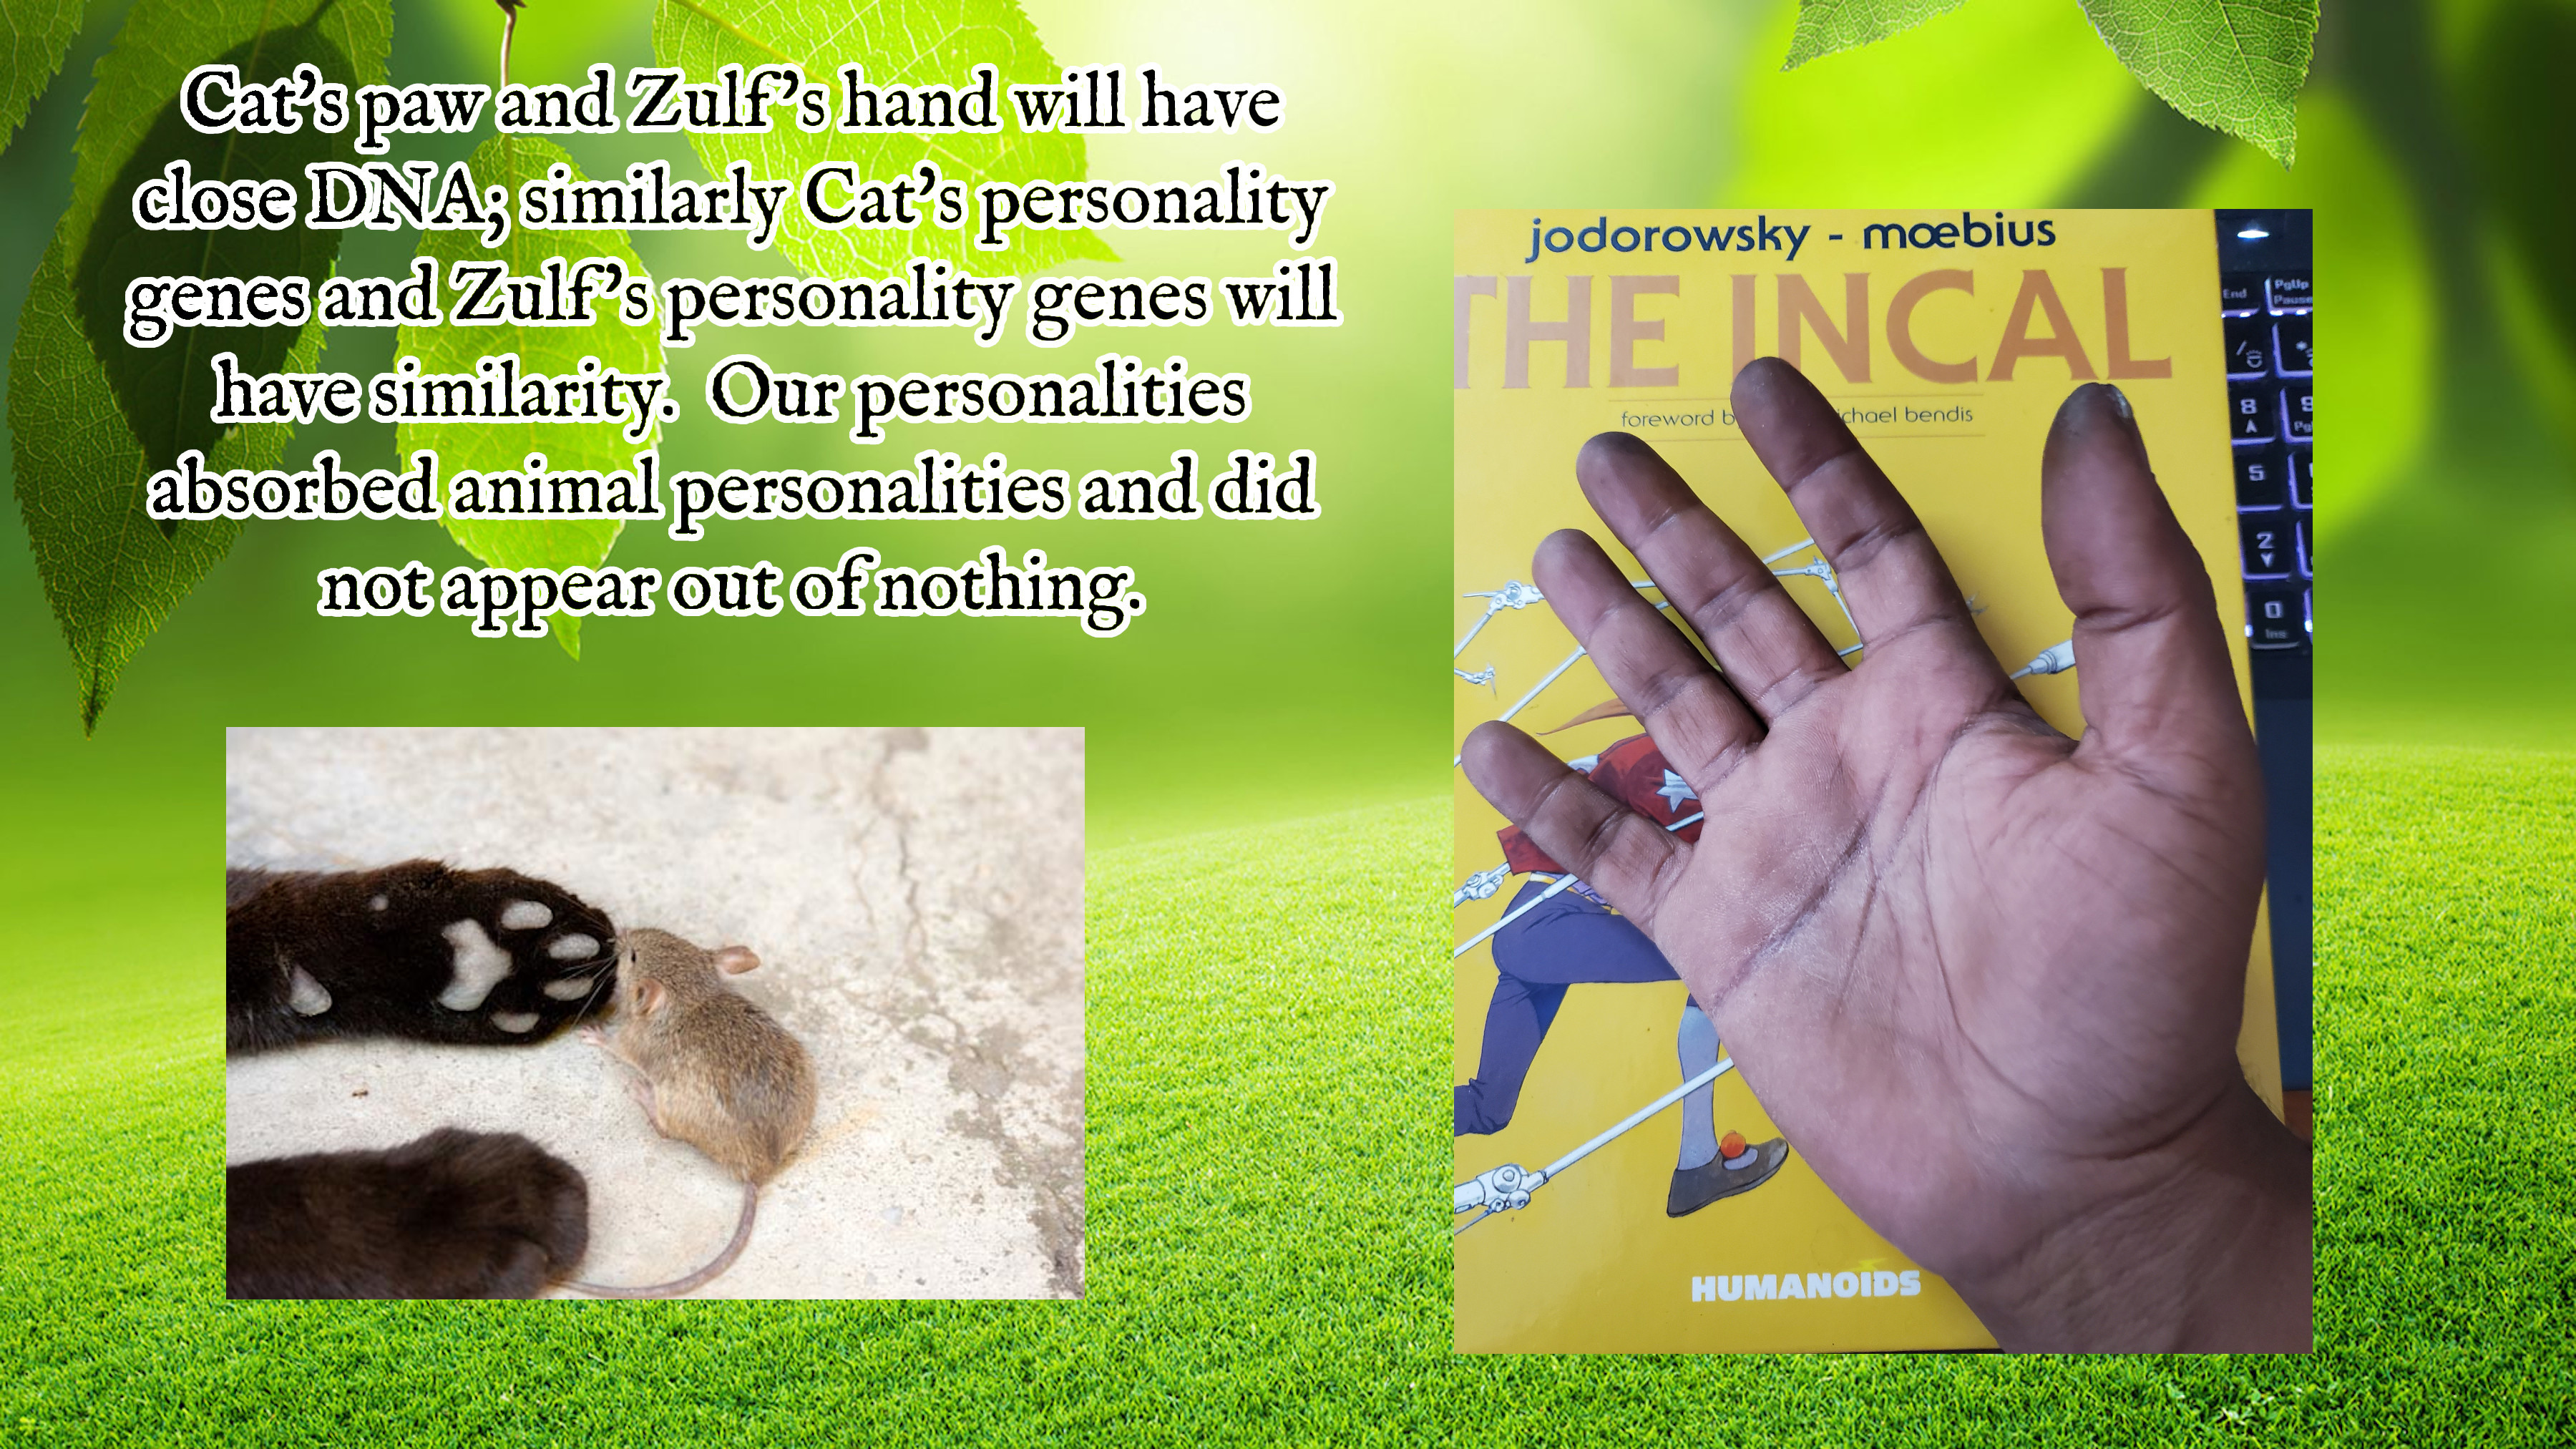 Cat’s paw and Zulf’s hand will have
close DNA; similarly Cat’s personality
genes and Zulf’s personality genes will
have similarity.  Our personalities
absorbed animal personalities and did
not appear out of nothing.
jodorowsky - mœbius
THE INCAL
foreword b ichael bendis
HUMANOIDS
End
PgUp
Pause
/
*
8
9
5
2
0
Ins